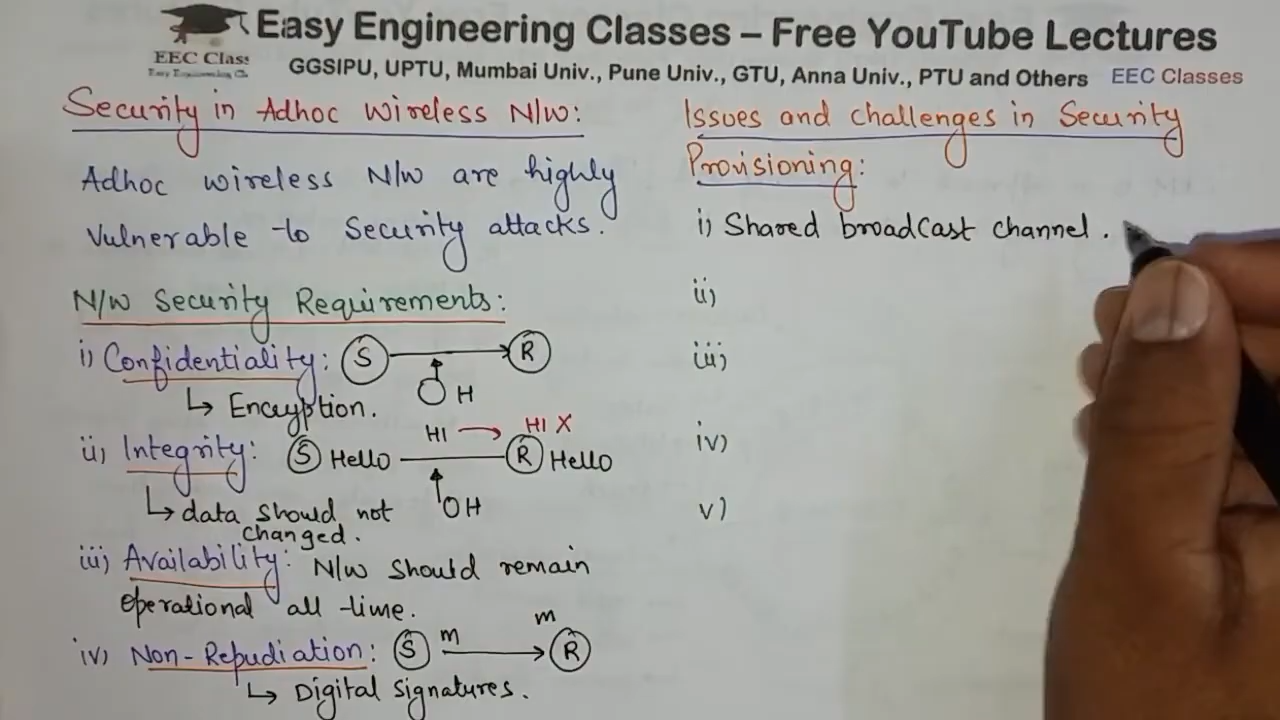 Easy Engineering Classes – Free YouTube Lectures
EEC Class
GGSIPU, UPTU, Mumbai Univ., Pune Univ., GTU, Anna Univ., PTU and Others EEC Classes
Security in Adhoc Wireless N/w:
Adhoc wireless N/w are highly
Vulnerable to Security attacks.
N/w Security Requirements:
i) Confidentiality: S R
H
↳ Encryption.
HI → HI X
ii) Integrity: S Hello R Hello
H
↳ data should not
changed.
iii) Availability: N/w should remain
operational all time.
m m
iv) Non-Repudiation: S R
↳ Digital signatures.
Issues and challenges in Security
Provisioning:
i) Shared broadcast channel.
ii)
iii)
iv)
v)